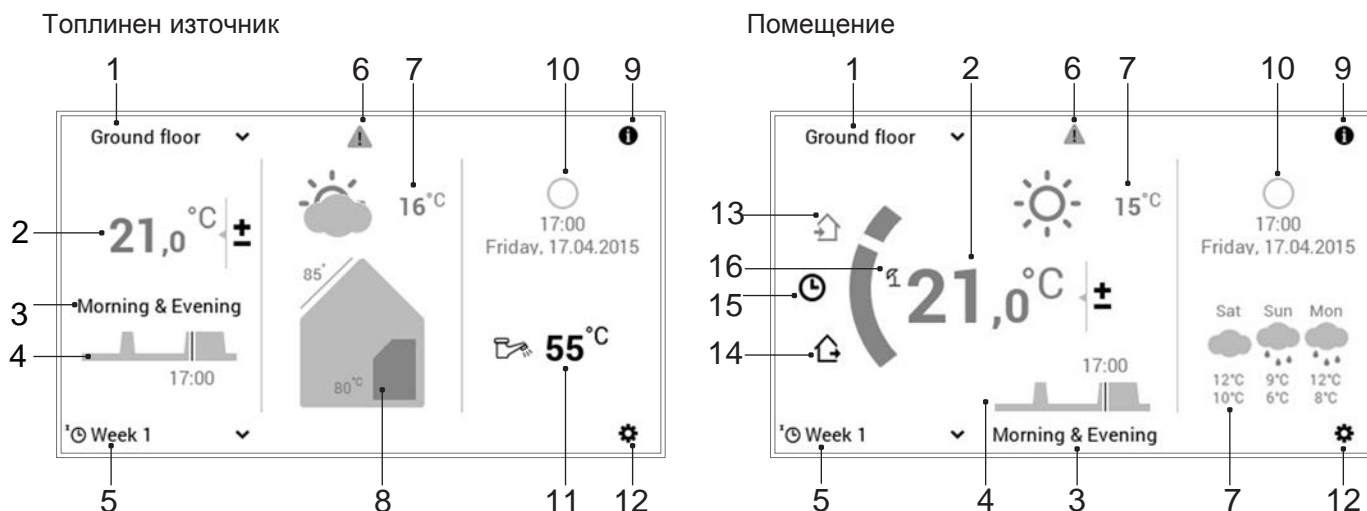 Топлинен източник
1
6
7
10
9
Ground floor
16°C
2
21,0°C
±
17:00
Friday, 17.04.2015
85°
3
Morning & Evening
4
17:00
55°C
80°C
Week 1
5
8
11
12
Помещение
1
2
6
7
10
9
Ground floor
15°C
13
17:00
Friday, 17.04.2015
16
21,0°C
±
15
14
Sat Sun Mon
17:00
12°C 9°C 12°C
10°C 6°C 8°C
Week 1
Morning & Evening
5
4
3
7
12